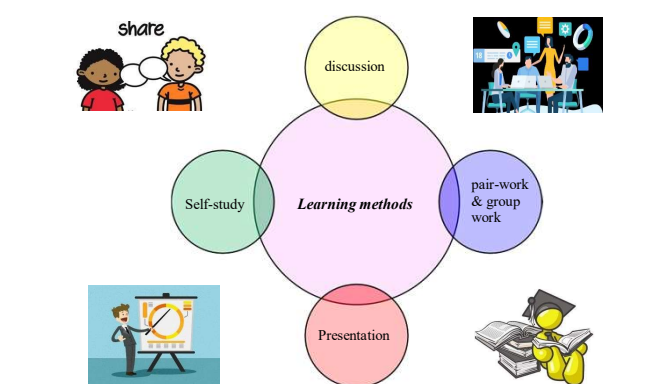 share
discussion
Self-study
Learning methods
pair-work
& group
work
Presentation